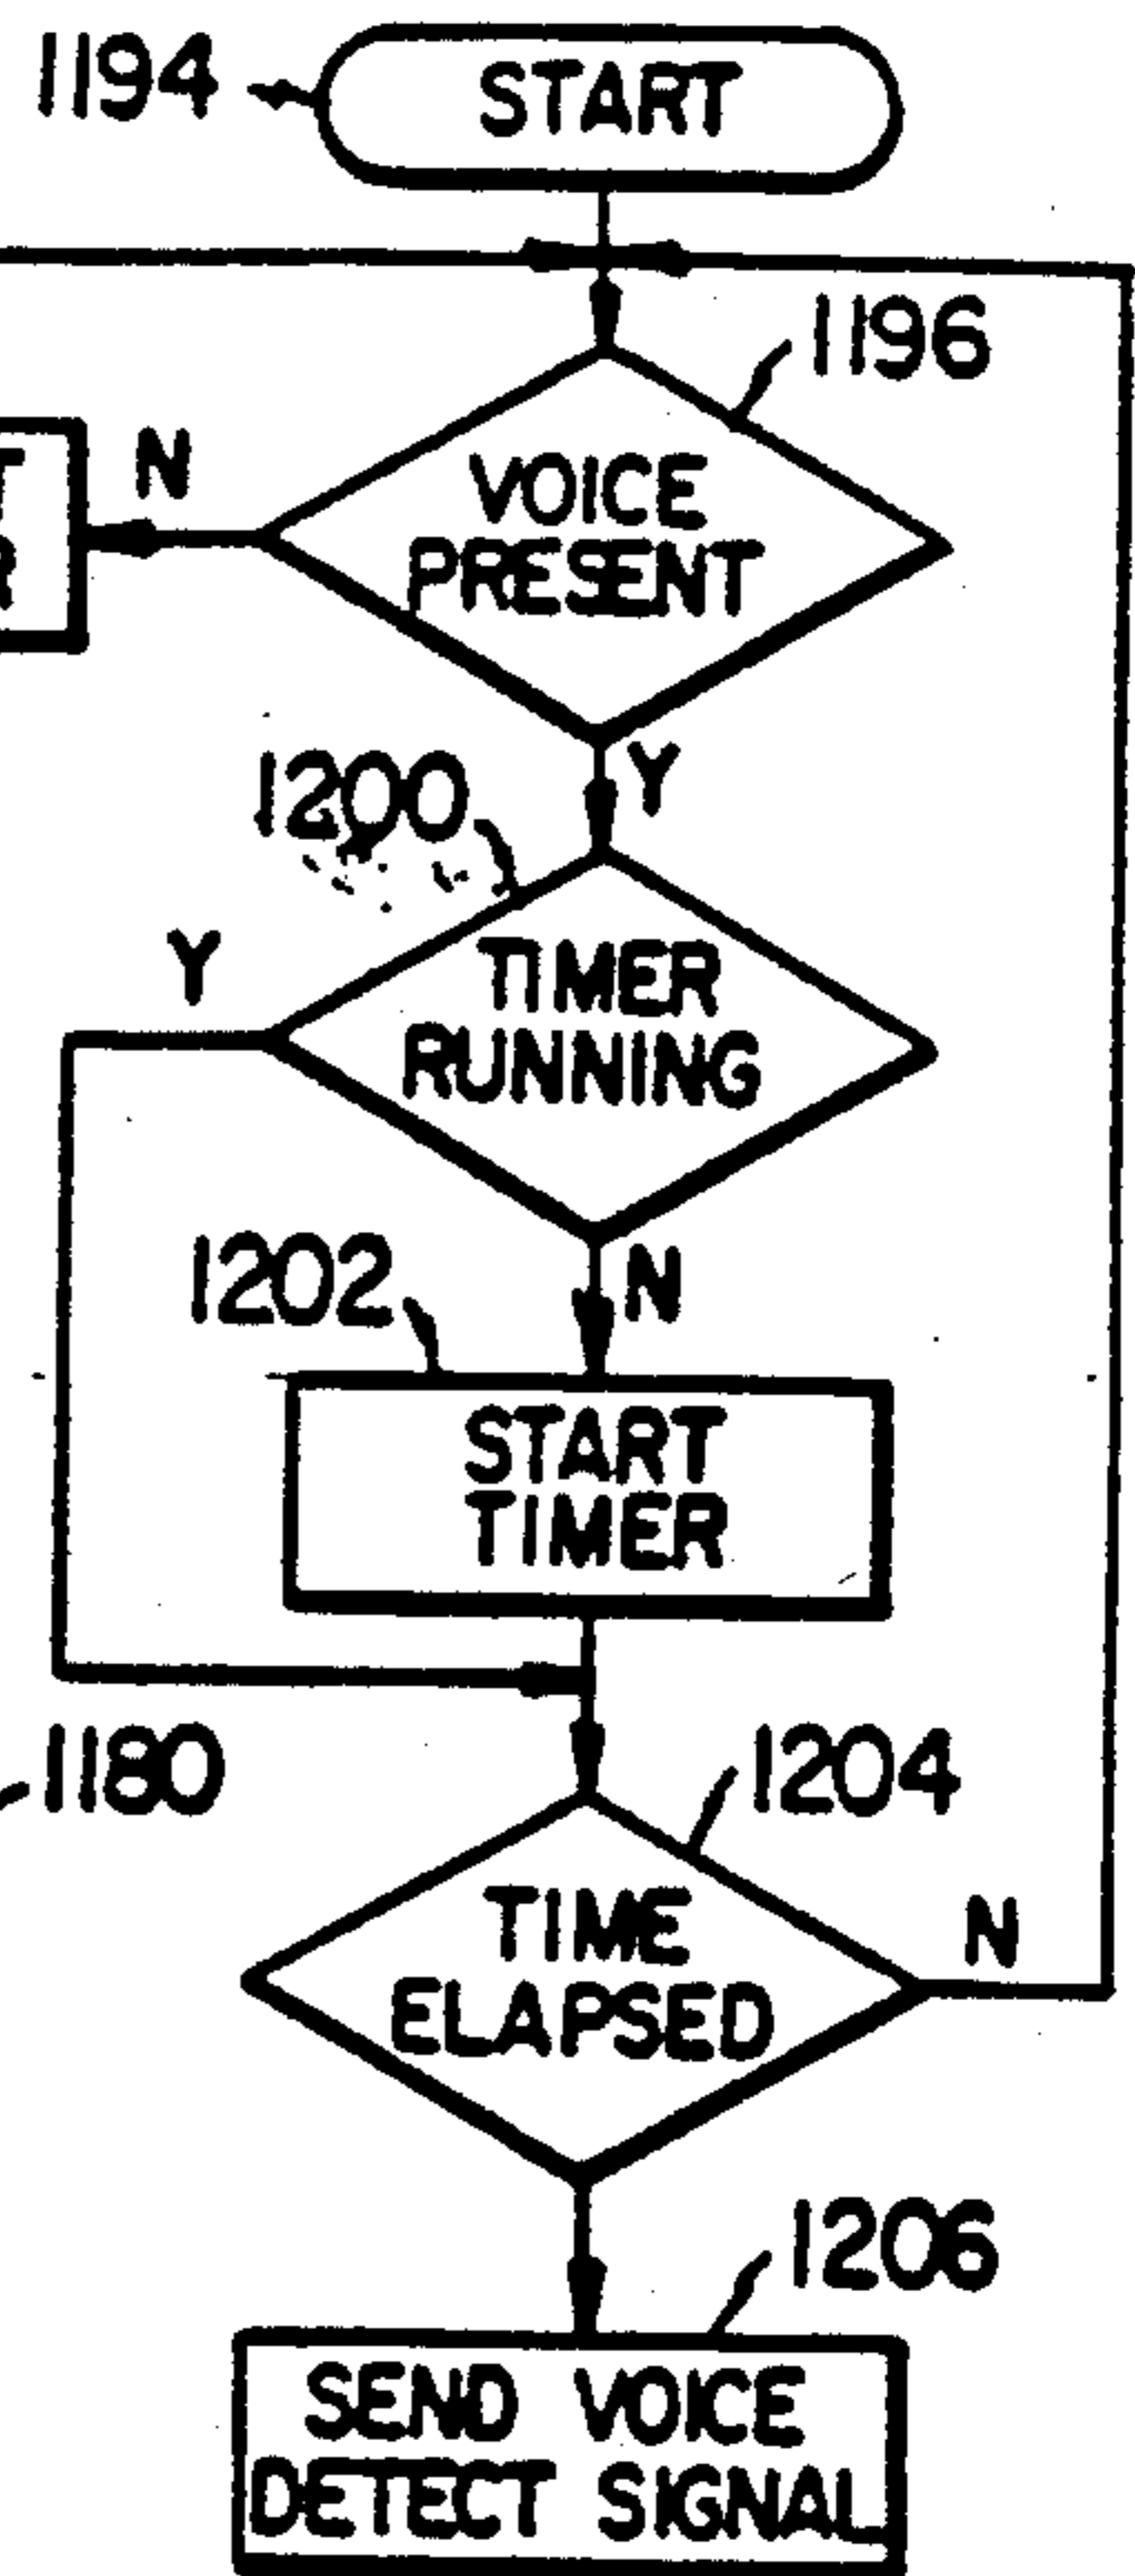 1194
START
1196
N
VOICE
PRESENT
Y
1200
Y
TIMER
RUNNING
N
1202
START
TIMER
1180
1204
TIME
ELAPSED
N
1206
SEND VOICE
DETECT SIGNAL